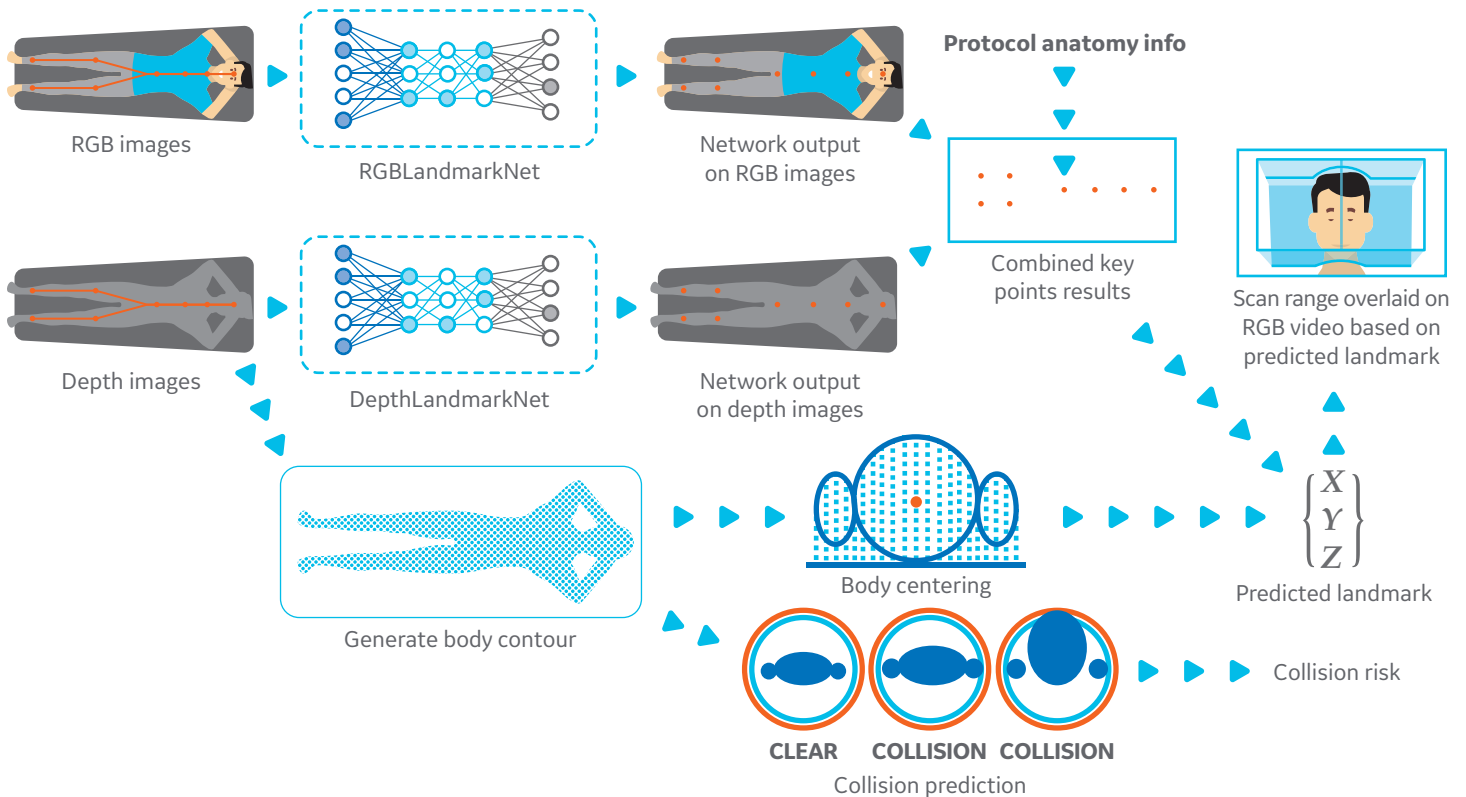 Protocol anatomy info
RGB images
RGBLandmarkNet
Network output
on RGB images
Combined key
points results
Scan range overlaid on
RGB video based on
predicted landmark
Depth images
DepthLandmarkNet
Network output
on depth images
X
Y
Z
Predicted landmark
Body centering
Generate body contour
Collision risk
CLEAR
COLLISION
COLLISION
Collision prediction